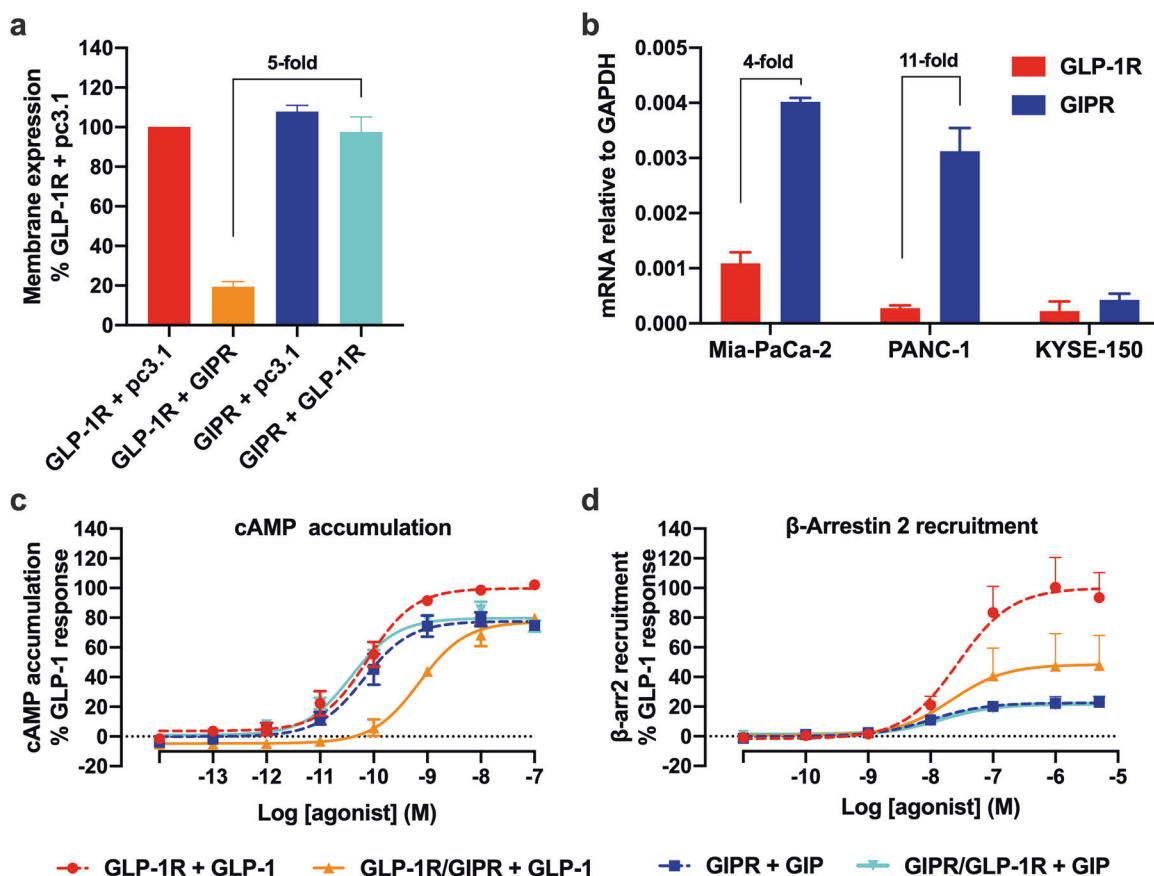 a
Membrane expression
% GLP-1R + pc3.1
140
120
100
80
60
40
20
0
5-fold
GLP-1R + pc3.1
GLP-1R + GIPR
GIPR + pc3.1
GIPR + GLP-1R
b
mRNA relative to GAPDH
0.005
0.004
0.003
0.002
0.001
0.000
4-fold
11-fold
GLP-1R
GIPR
Mia-PaCa-2
PANC-1
KYSE-150
c
cAMP accumulation
cAMP accumulation
% GLP-1 response
140
120
100
80
60
40
20
0
-20
-13
-12
-11
-10
-9
-8
-7
Log [agonist] (M)
d
β-Arrestin 2 recruitment
β-arr2 recruitment
% GLP-1 response
140
120
100
80
60
40
20
0
-20
-10
-9
-8
-7
-6
-5
Log [agonist] (M)
GLP-1R + GLP-1
GLP-1R/GIPR + GLP-1
GIPR + GIP
GIPR/GLP-1R + GIP